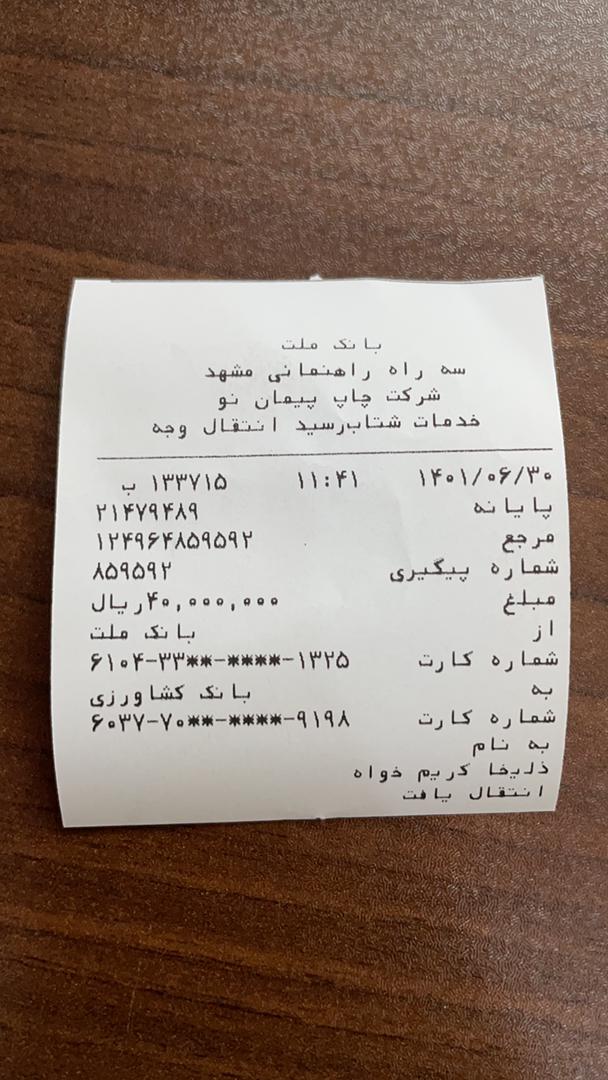 بانک ملت
سه راه راهنمائی مشهد
شرکت چاپ پیمان نو
خدمات شتاب‌رسید انتقال وجه
۱۴۰۱/۰۶/۳۰ ۱۱:۴۱ ۱۳۳۷۱۵ ب
پایانه ۲۱۴۷۹۴۸۹
مرجع ۱۲۴۹۶۴۸۵۹۵۹۲
شماره پیگیری ۸۵۹۵۹۲
مبلغ ۴۰,۰۰۰,۰۰۰ریال
از بانک ملت
شماره کارت ۶۱۰۴-۳۳**-****-۱۳۲۵
به بانک کشاورزی
شماره کارت ۶۰۳۷-۷۰**-****-۹۱۹۸
به نام
ذلیخا کریم خواه
انتقال یافت